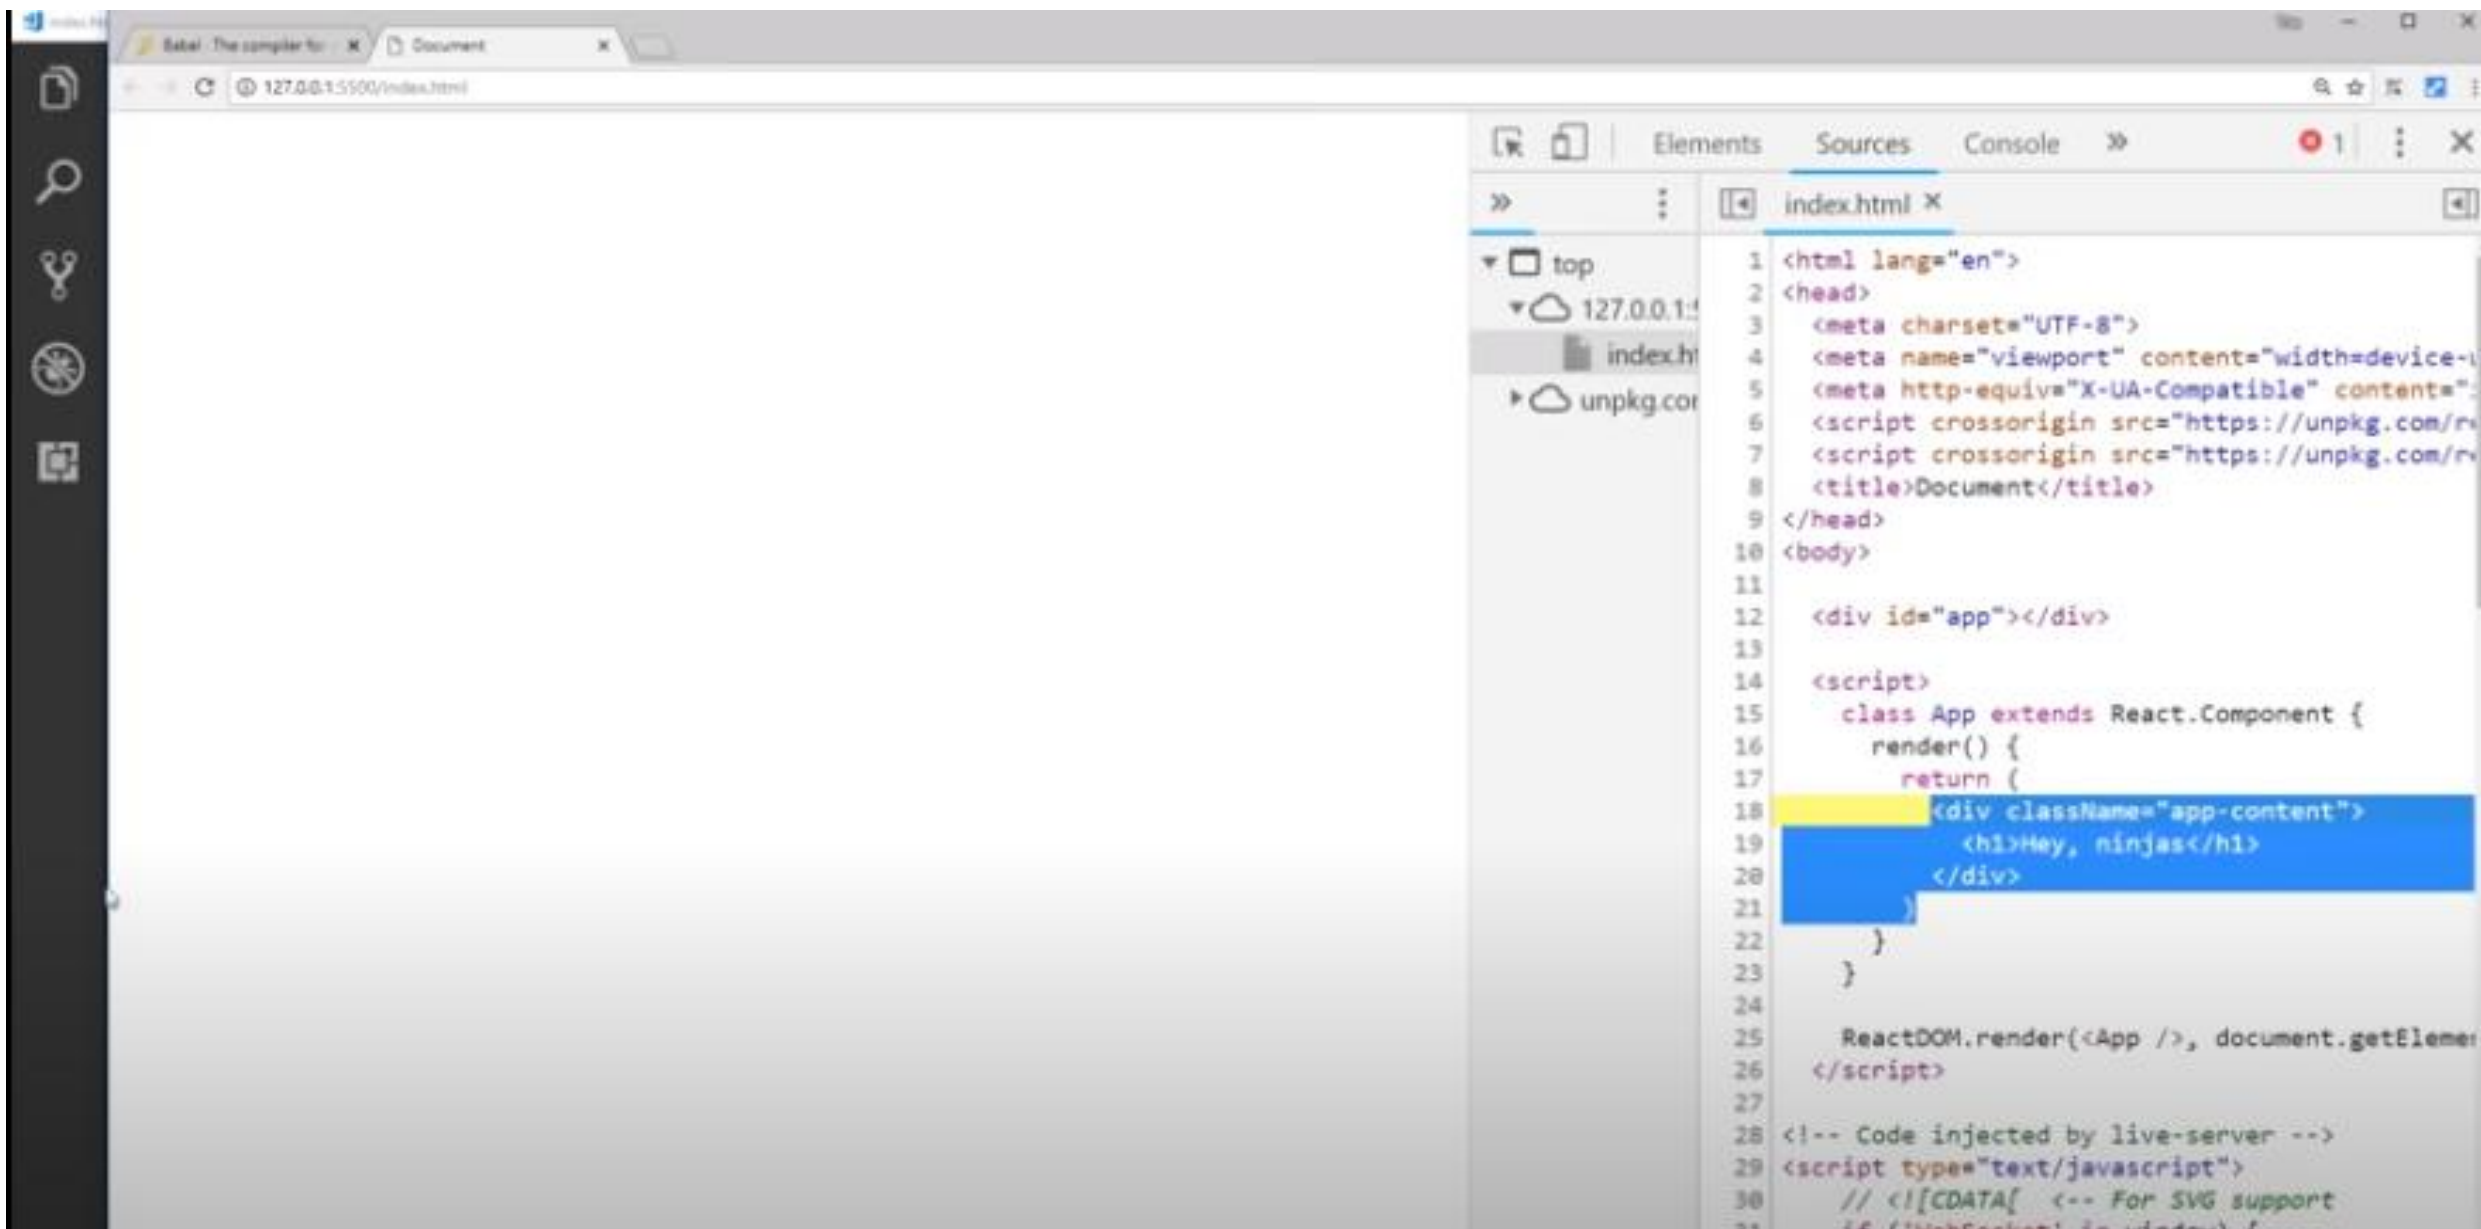 Babel · The compiler for
Document
127.0.0.1:5500/index.html
Elements Sources Console 1
index.html
top
127.0.0.1:5
index.ht
unpkg.cor
1 <html lang="en">
2 <head>
3 <meta charset="UTF-8">
4 <meta name="viewport" content="width=device-
5 <meta http-equiv="X-UA-Compatible" content="
6 <script crossorigin src="https://unpkg.com/r
7 <script crossorigin src="https://unpkg.com/r
8 <title>Document</title>
9 </head>
10 <body>
11
12 <div id="app"></div>
13
14 <script>
15 class App extends React.Component {
16 render() {
17 return (
18 <div className="app-content">
19 <h1>Hey, ninjas</h1>
20 </div>
21 )
22 }
23 }
24
25 ReactDOM.render(<App />, document.getEleme
26 </script>
27
28 <!-- Code injected by live-server -->
29 <script type="text/javascript">
30 // <![CDATA[ <-- For SVG support